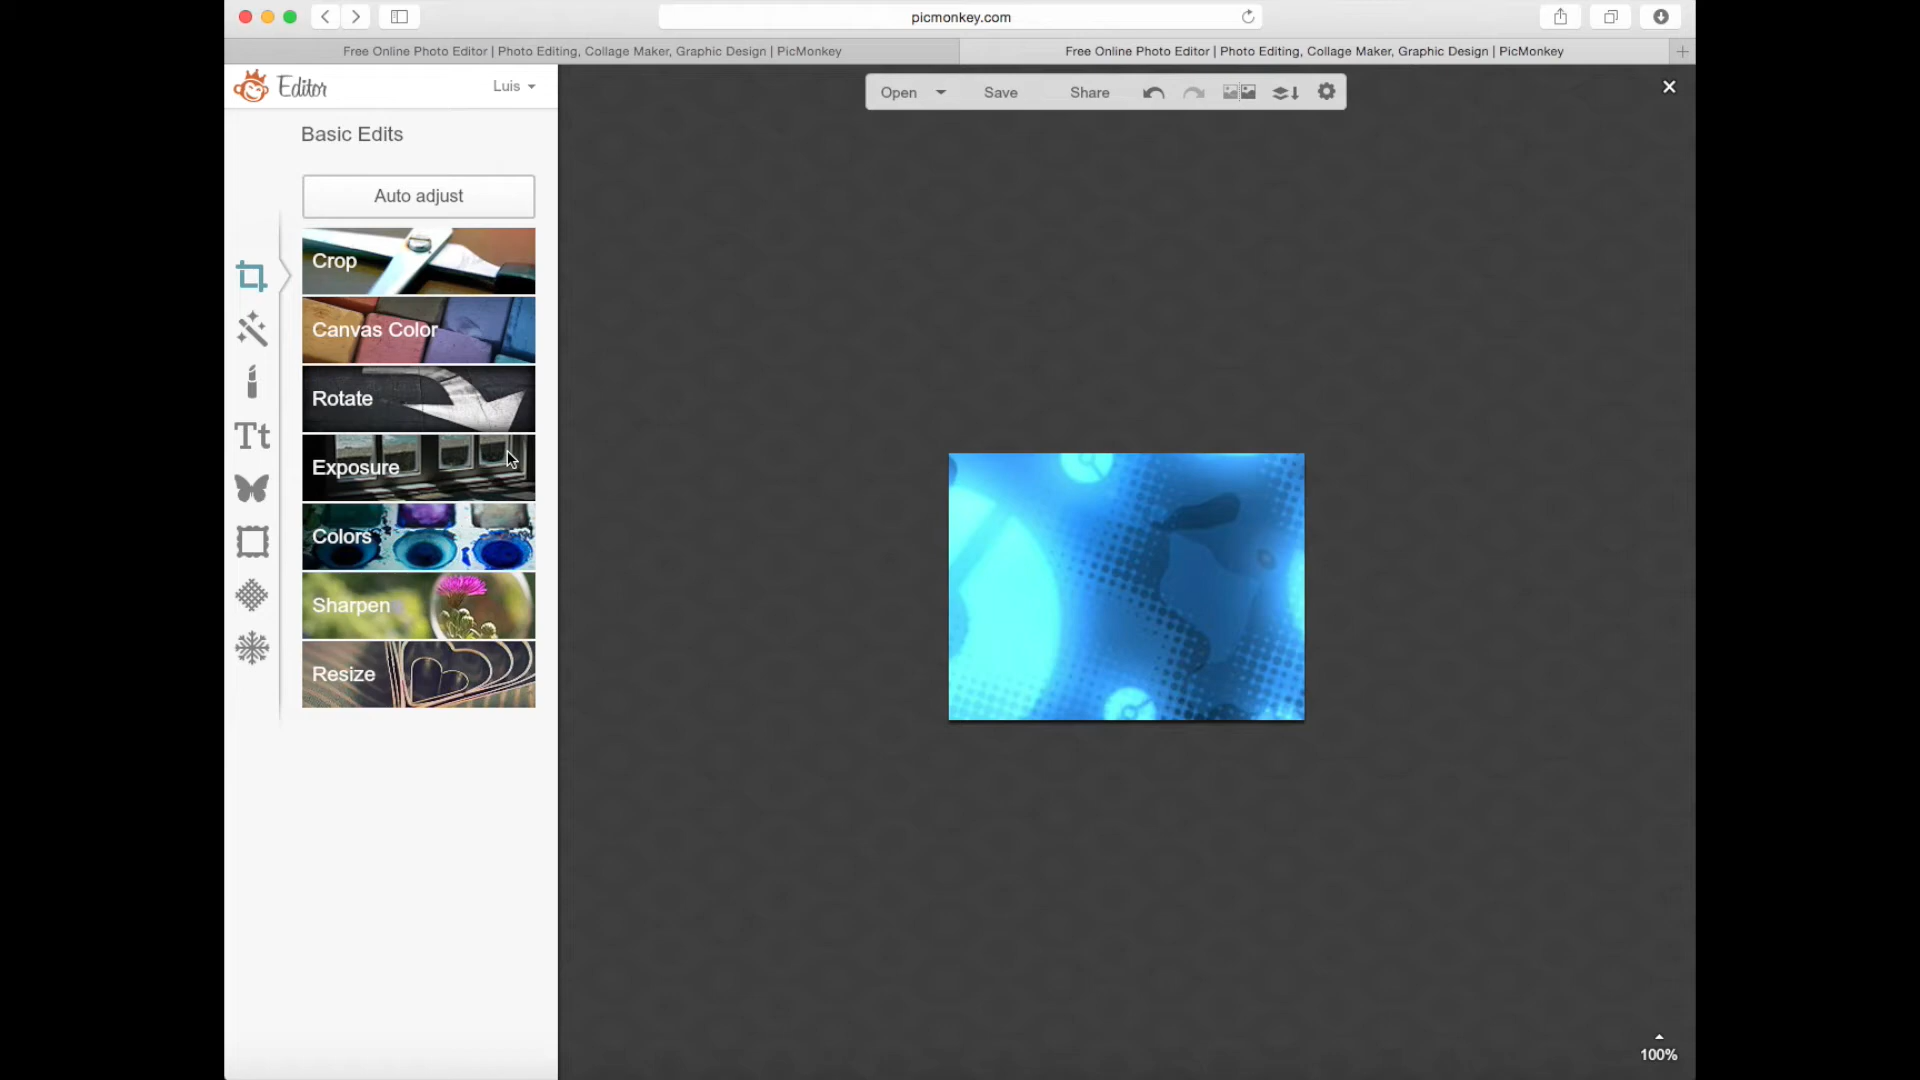 picmonkey.com
Free Online Photo Editor | Photo Editing, Collage Maker, Graphic Design | PicMonkey
Free Online Photo Editor | Photo Editing, Collage Maker, Graphic Design | PicMonkey
Editor
Luis
Open
Save
Share
Basic Edits
Auto adjust
Crop
Canvas Color
Rotate
Tt
Exposure
Colors
Sharpen
Resize
100%